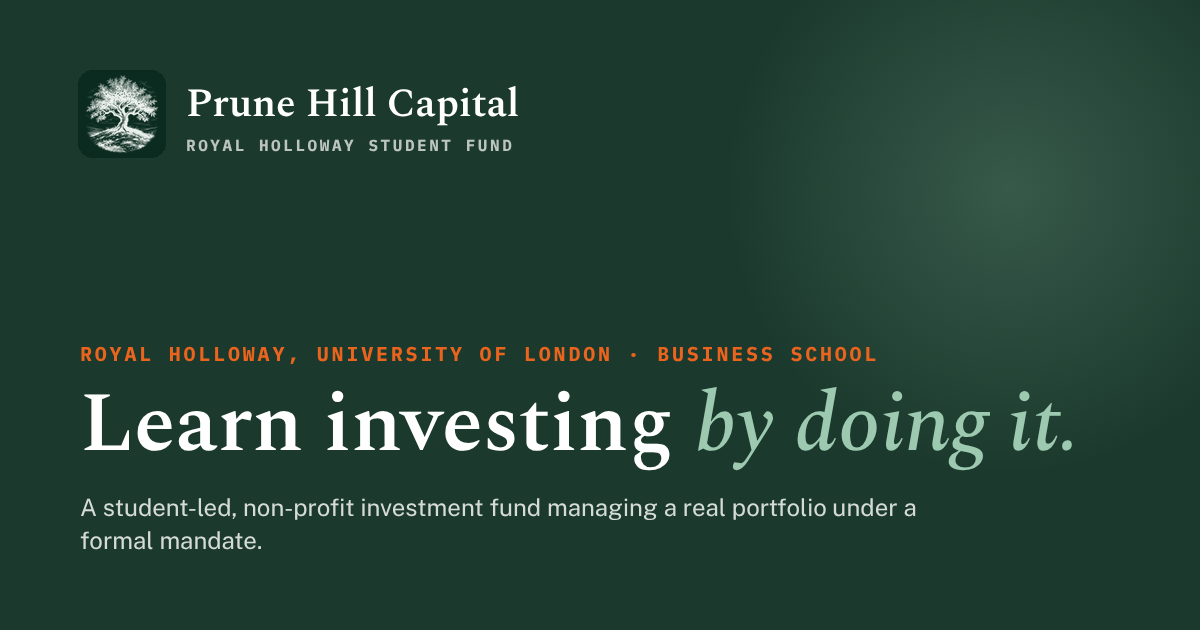 Prune Hill Capital
ROYAL HOLLOWAY STUDENT FUND
ROYAL HOLLOWAY, UNIVERSITY OF LONDON · BUSINESS SCHOOL
Learn investing by doing it.
A student-led, non-profit investment fund managing a real portfolio under a
formal mandate.